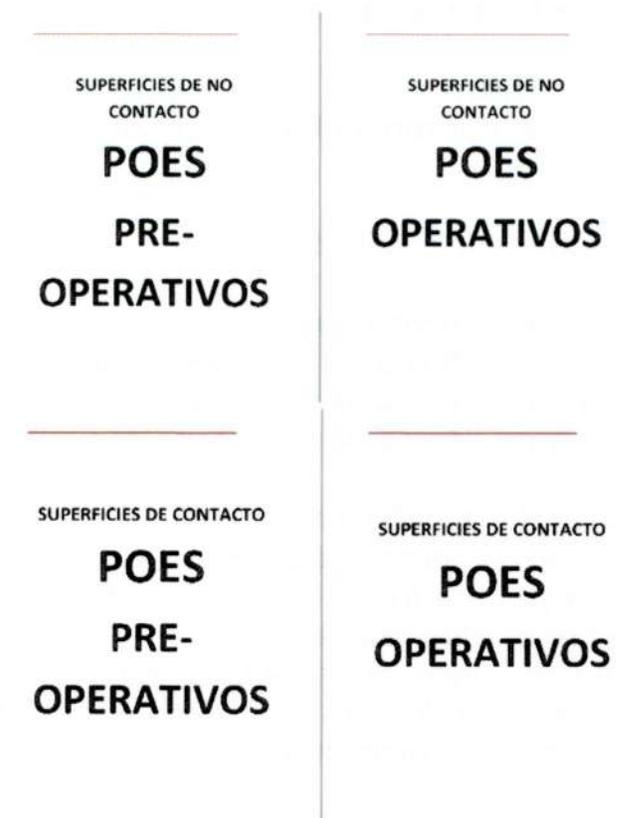 SUPERFICIES DE NO
CONTACTO
POES
PRE-
OPERATIVOS
SUPERFICIES DE NO
CONTACTO
POES
OPERATIVOS
SUPERFICIES DE CONTACTO
POES
PRE-
OPERATIVOS
SUPERFICIES DE CONTACTO
POES
OPERATIVOS